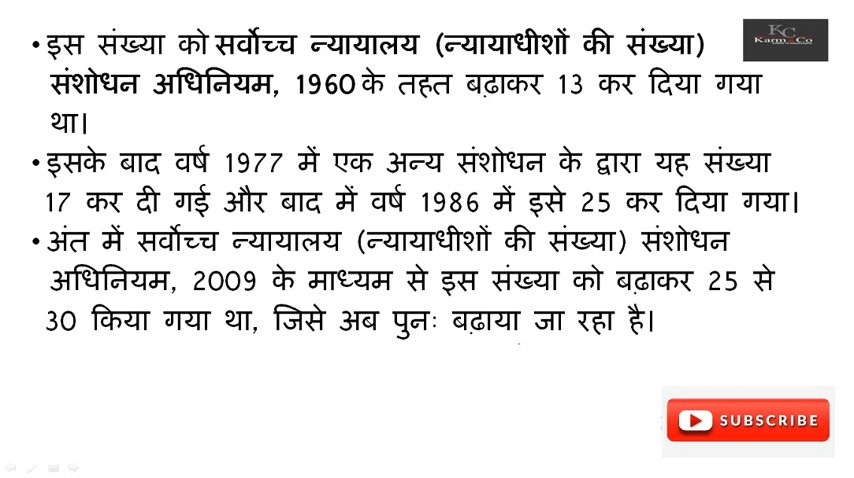 • इस संख्या को सर्वोच्च न्यायालय (न्यायाधीशों की संख्या)
संशोधन अधिनियम, 1960 के तहत बढ़ाकर 13 कर दिया गया
था।
• इसके बाद वर्ष 1977 में एक अन्य संशोधन के द्वारा यह संख्या
17 कर दी गई और बाद में वर्ष 1986 में इसे 25 कर दिया गया।
• अंत में सर्वोच्च न्यायालय (न्यायाधीशों की संख्या) संशोधन
अधिनियम, 2009 के माध्यम से इस संख्या को बढ़ाकर 25 से
30 किया गया था, जिसे अब पुनः बढ़ाया जा रहा है।
KC
SUBSCRIBE